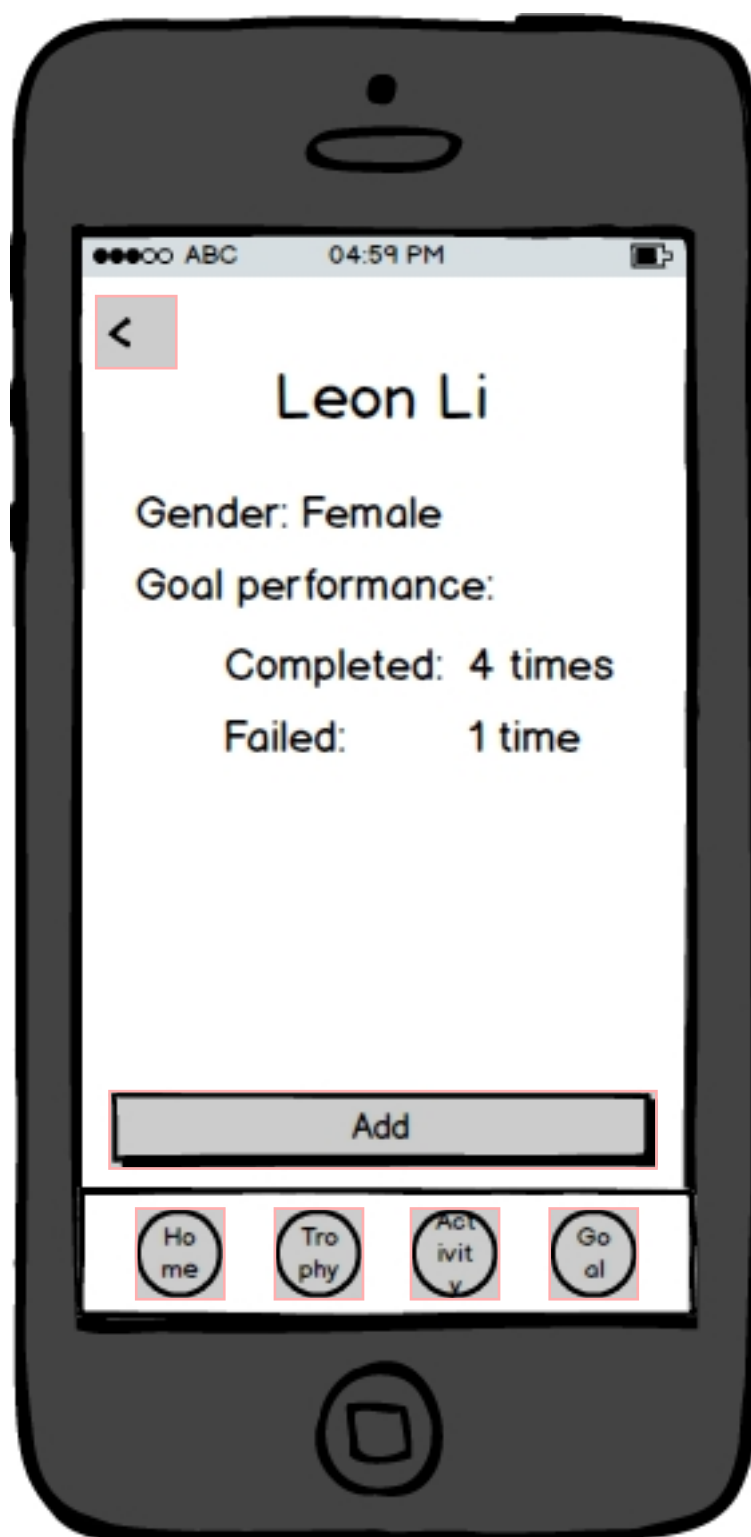 ABC 04:59 PM
<
Leon Li
Gender: Female
Goal performance:
Completed: 4 times
Failed: 1 time
Add
Ho
me
Tro
phy
Act
ivit
y
Go
al